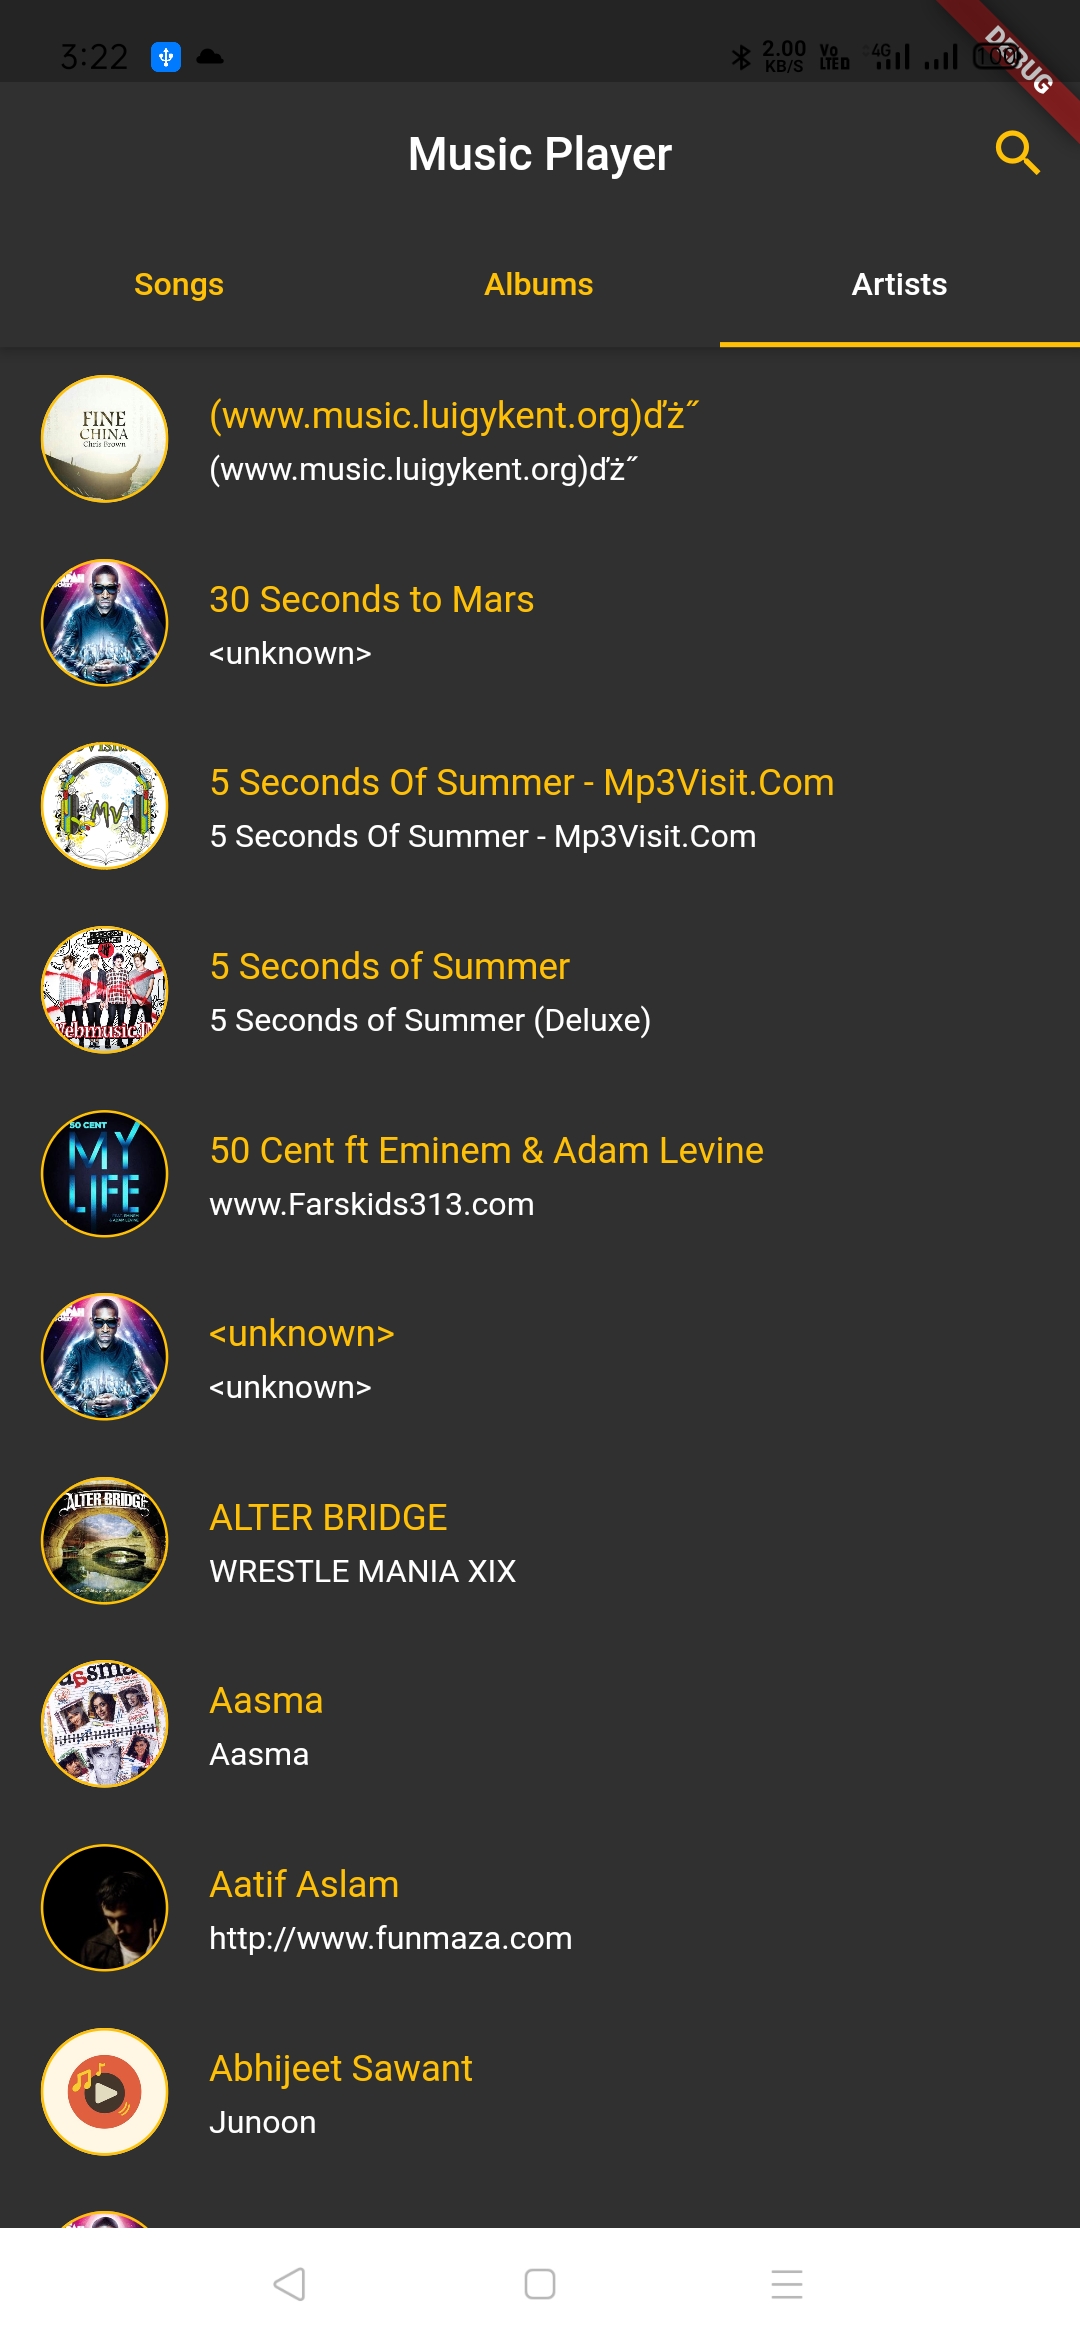 3:22
2.00 KB/S
Vo LTE
4G
100
DEBUG
Music Player
Songs
Albums
Artists
FINE
CHINA
Chris Brown
(www.music.luigykent.org)ďż˝
(www.music.luigykent.org)ďż˝
30 Seconds to Mars
<unknown>
MV
5 Seconds Of Summer - Mp3Visit.Com
5 Seconds Of Summer - Mp3Visit.Com
5 Seconds of Summer
5 Seconds of Summer (Deluxe)
50 CENT
MY
LIFE
50 Cent ft Eminem & Adam Levine
www.Farskids313.com
<unknown>
<unknown>
ALTER BRIDGE
ALTER BRIDGE
WRESTLE MANIA XIX
aasma
Aasma
Aasma
Aatif Aslam
http://www.funmaza.com
Abhijeet Sawant
Junoon